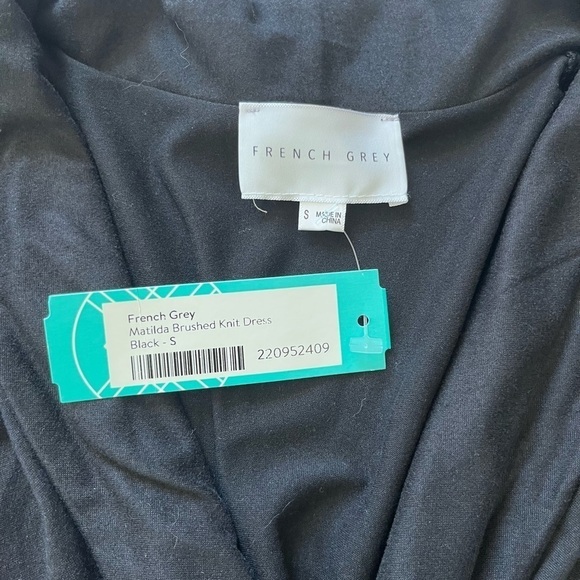 FRENCH GREY
S MADE IN
CHINA
French Grey
Matilda Brushed Knit Dress
Black - S
220952409